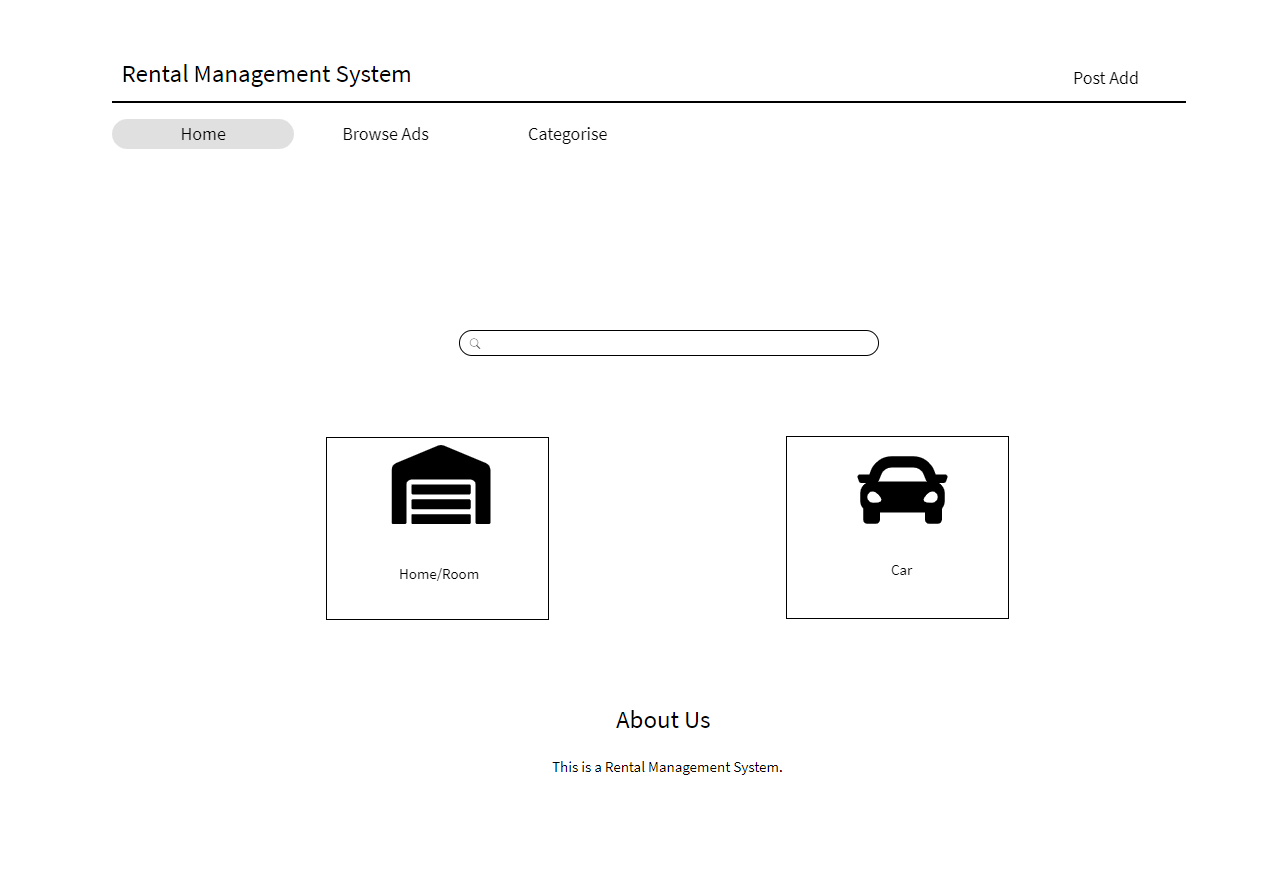 Rental Management System
Post Add
Home
Browse Ads
Categorise
Home/Room
Car
About Us
This is a Rental Management System.